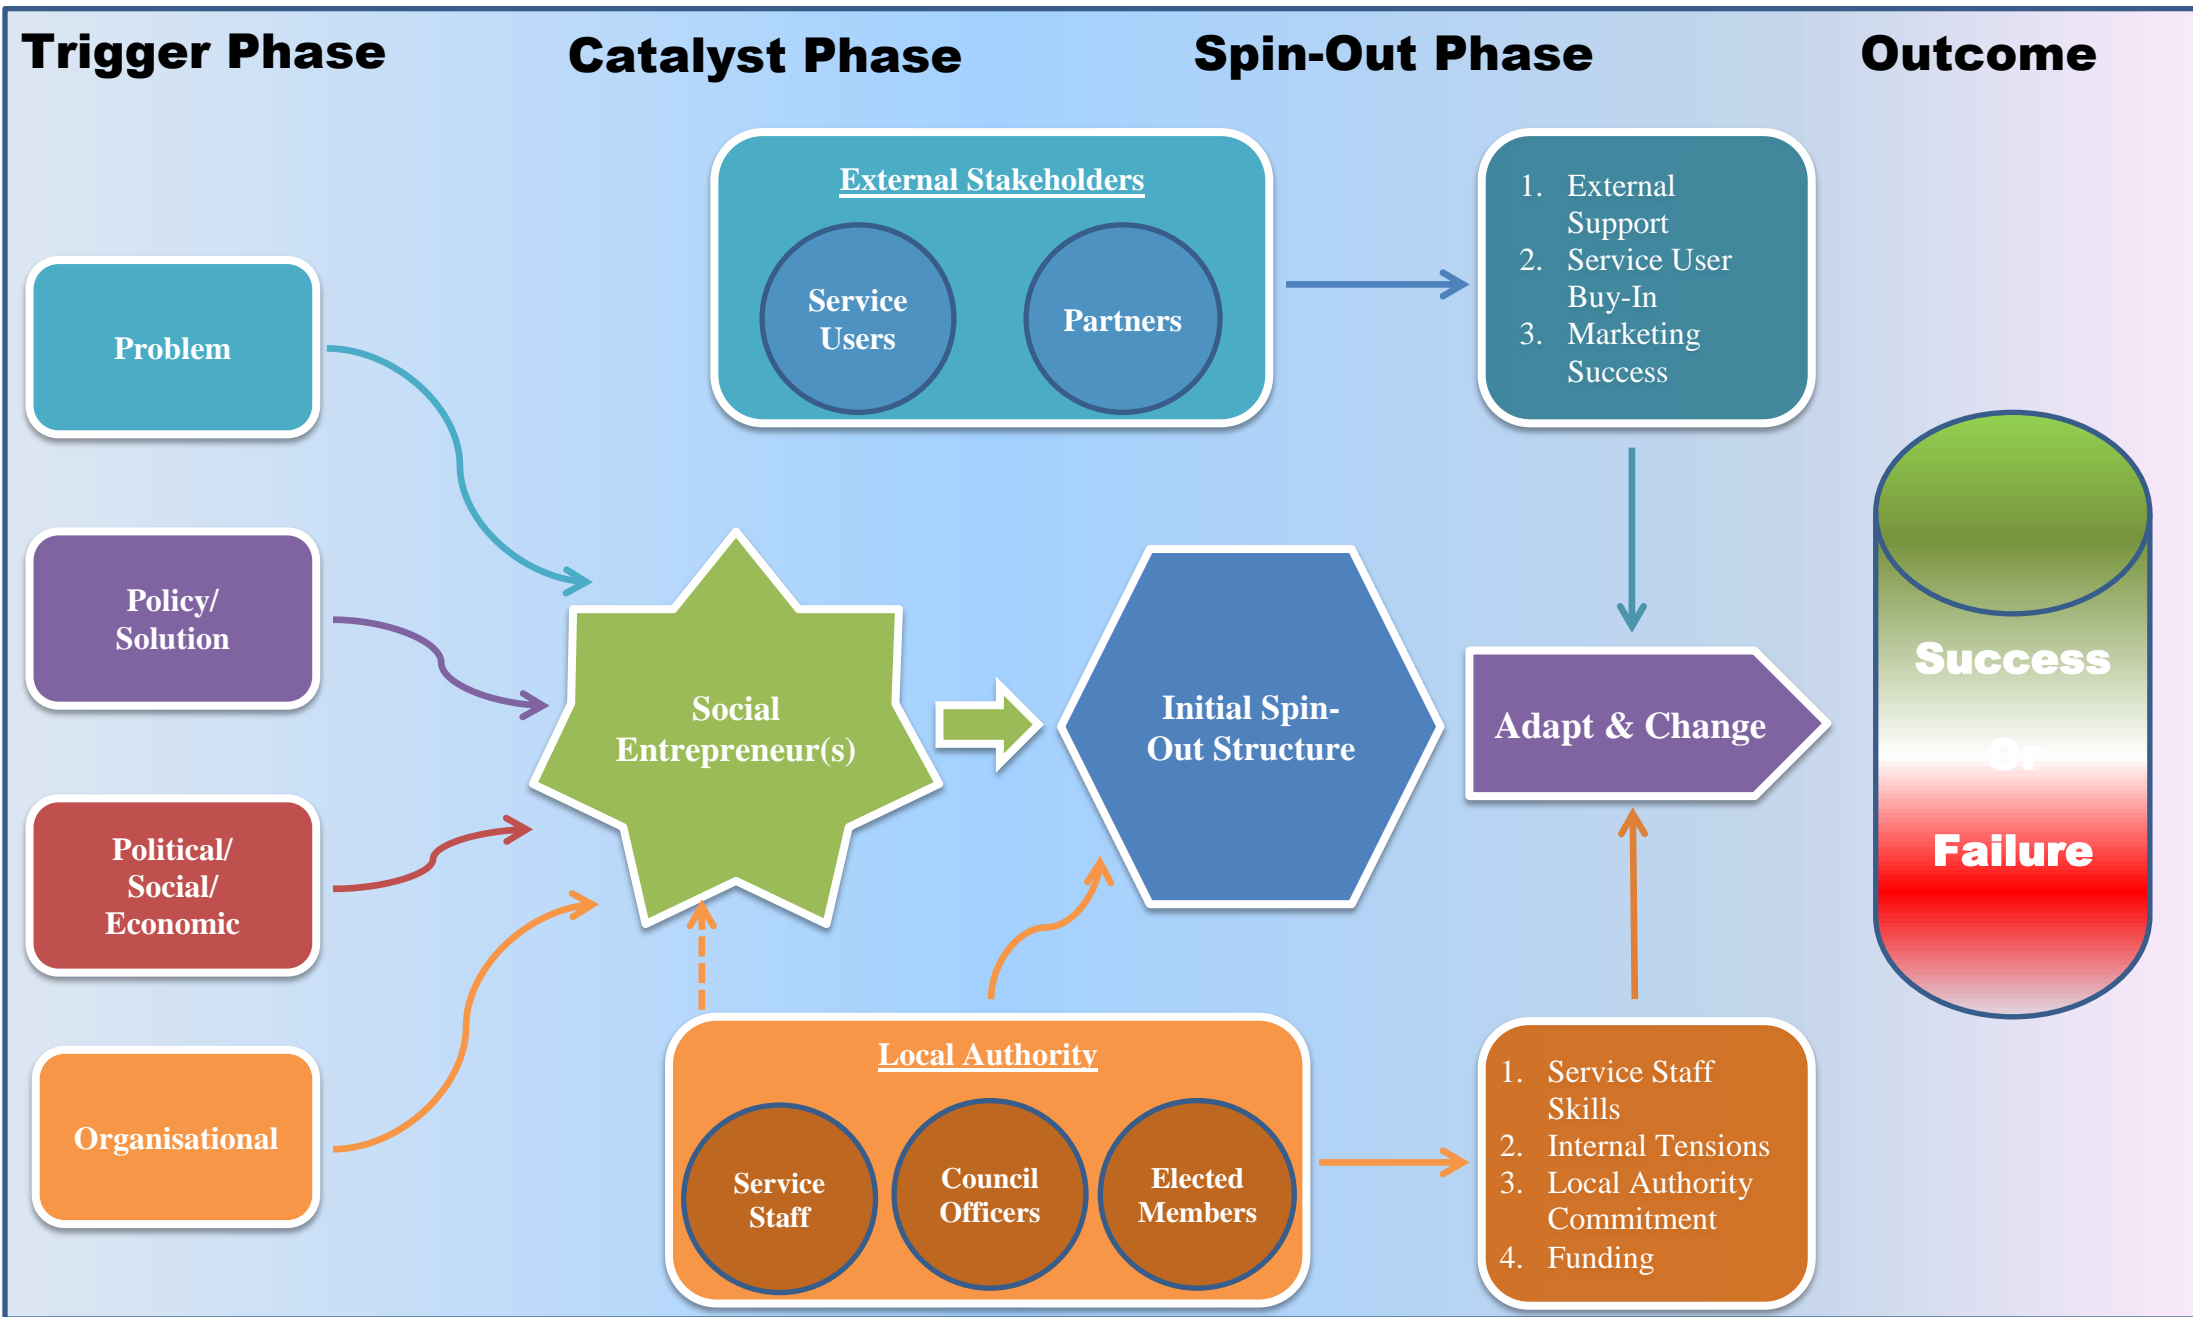 Trigger Phase
Catalyst Phase
Spin-Out Phase
Outcome
External Stakeholders
Service
Users
Partners
1. External
Support
2. Service User
Buy-In
3. Marketing
Success
Problem
Policy/
Solution
Political/
Social/
Economic
Organisational
Social
Entrepreneur(s)
Initial Spin-
Out Structure
Adapt & Change
Success
Or
Failure
Local Authority
Service
Staff
Council
Officers
Elected
Members
1. Service Staff
Skills
2. Internal Tensions
3. Local Authority
Commitment
4. Funding